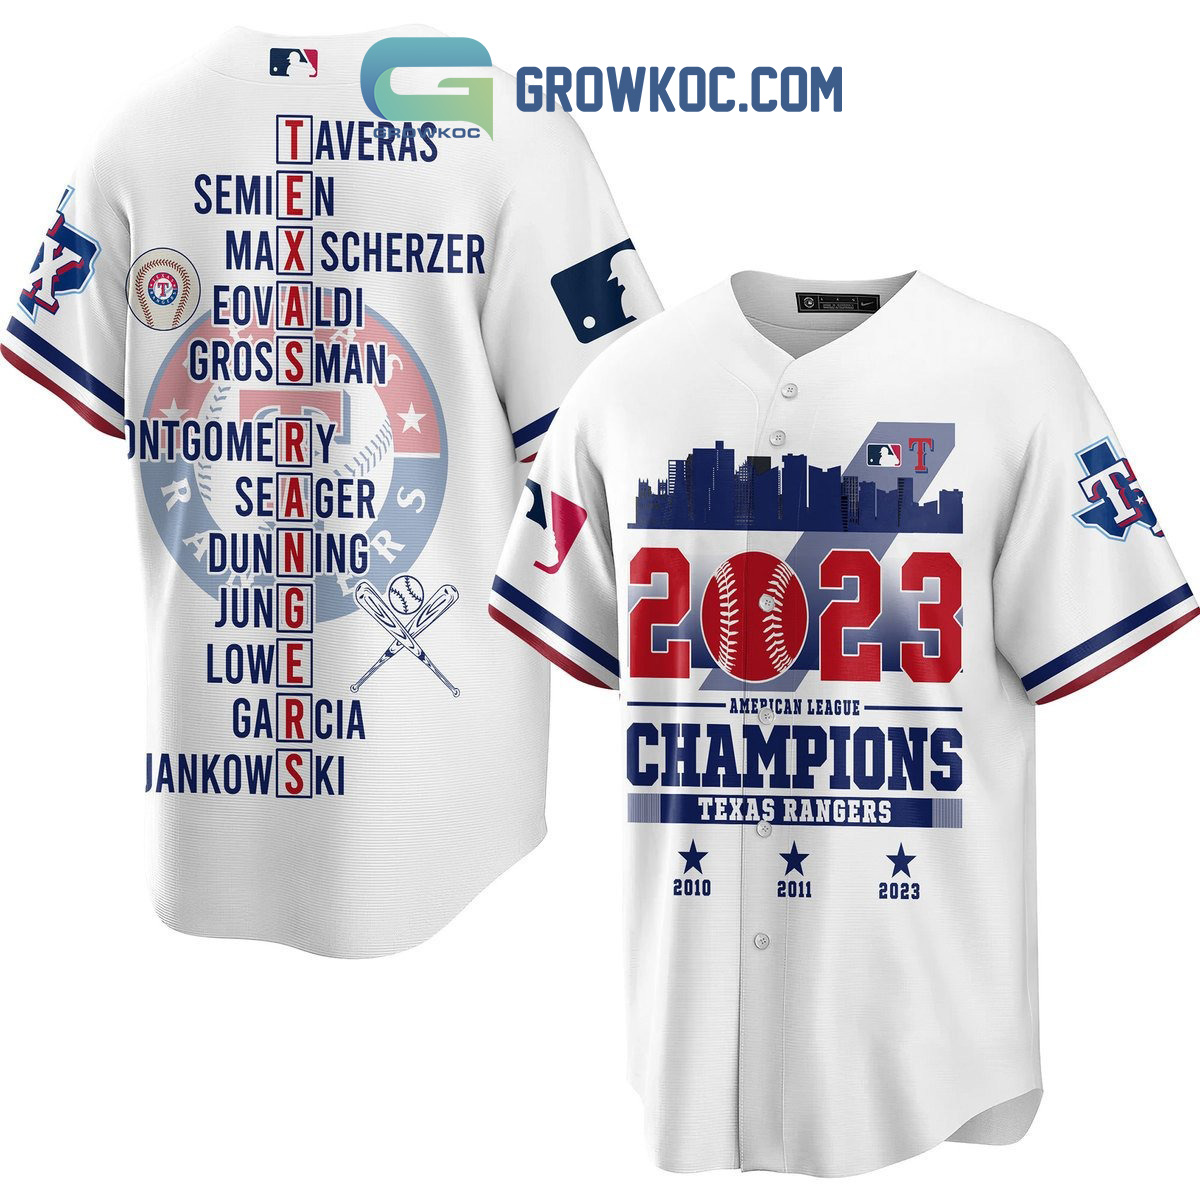 GROWKOC.COM
GROWKOC
TAVERAS
SEMIEN
MAX SCHERZER
EOVALDI
GROSSMAN
ONTGOMERY
SEAGER
DUNNING
JUNG
LOWE
GARCIA
JANKOWSKI
T
X
T
2023
AMERICAN LEAGUE
CHAMPIONS
TEXAS RANGERS
2010 2011 2023
T